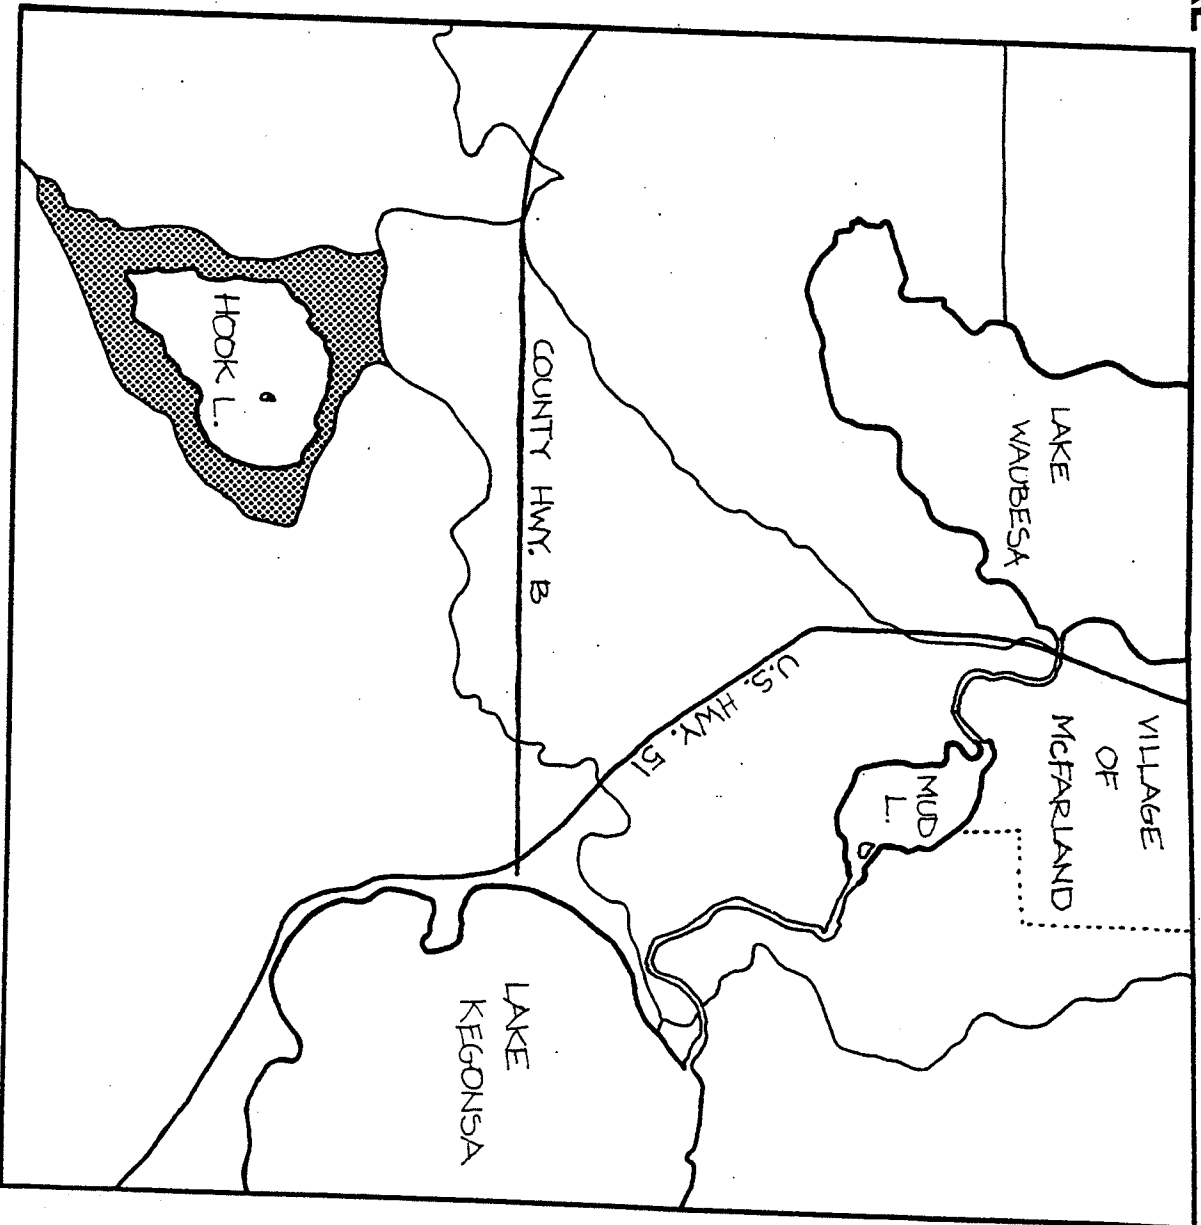 LAKE
WAUBESA
VILLAGE
OF
McFARLAND
MUD
L.
U.S. HWY. 51
COUNTY HWY. B
HOOK L.
LAKE
KEGONSA